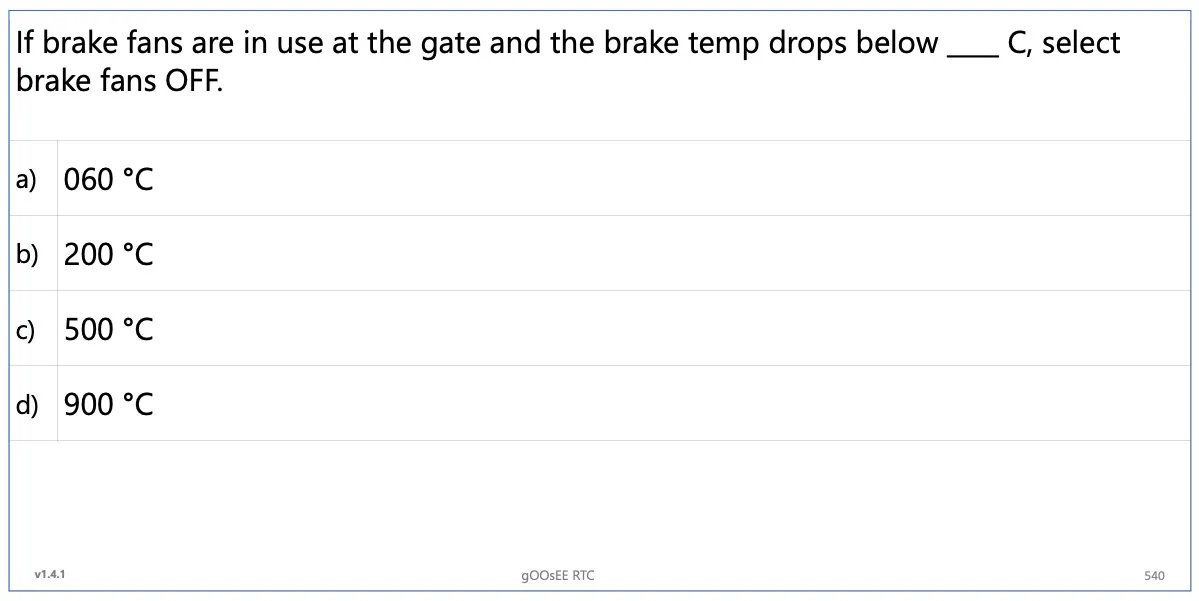 If brake fans are in use at the gate and the brake temp drops below ____ C, select
brake fans OFF.
a) 060 °C
b) 200 °C
c) 500 °C
d) 900 °C
v1.4.1 gOOsEE RTC 540